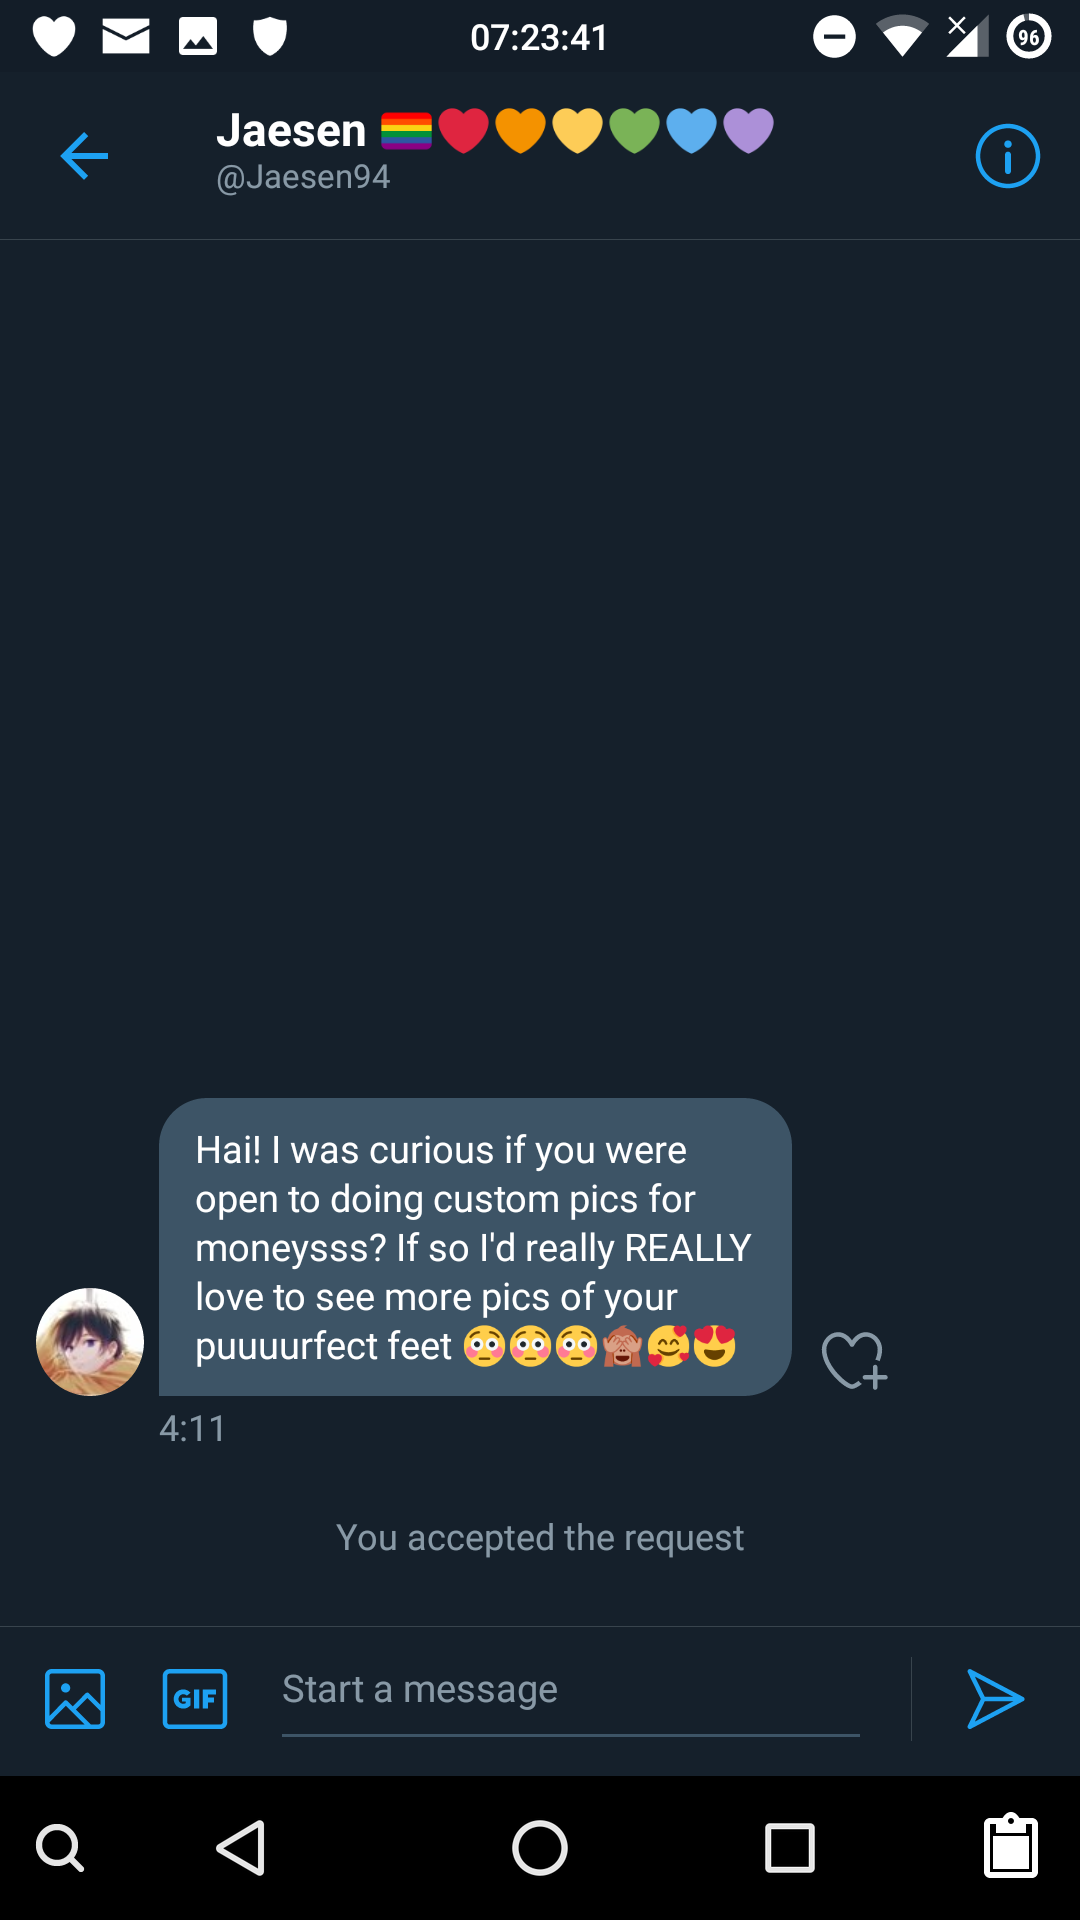 07:23:41
96
Jaesen 🏳️‍🌈❤️🧡💛💚💙💜
@Jaesen94
Hai! I was curious if you were
open to doing custom pics for
moneysss? If so I'd really REALLY
love to see more pics of your
puuuurfect feet 😳😳😳🙈🥰😍
4:11
You accepted the request
GIF
Start a message